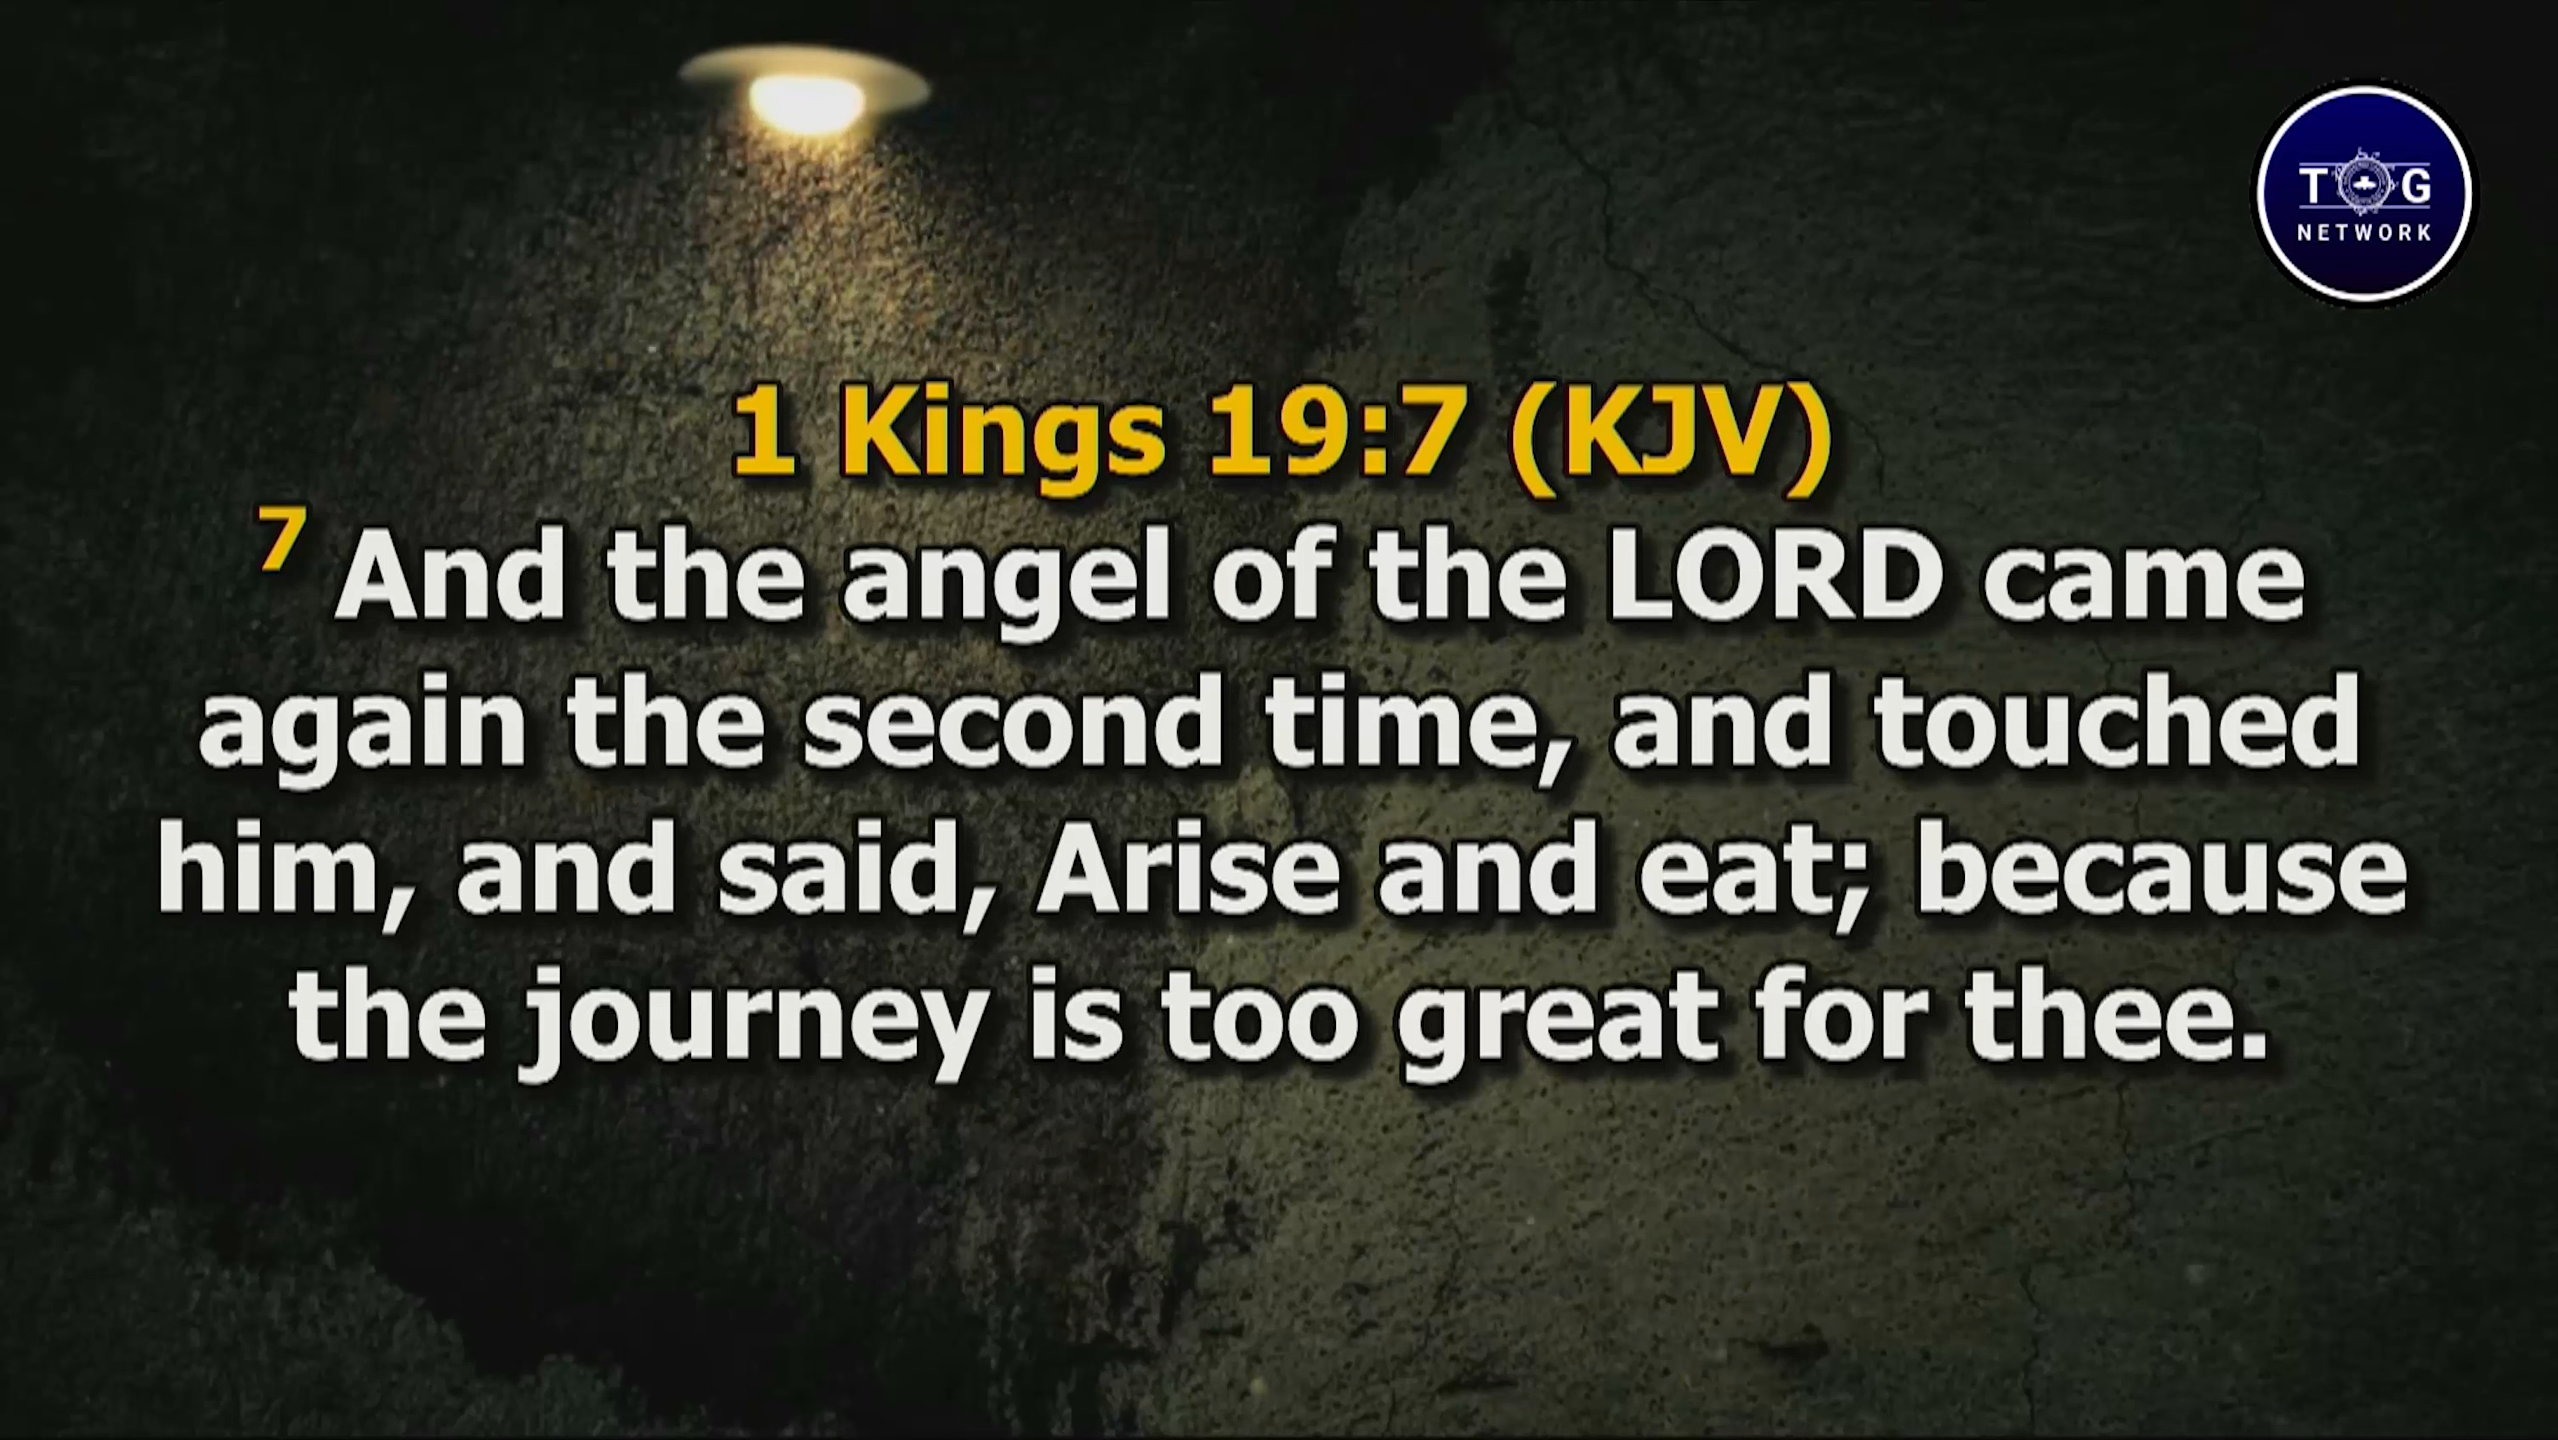 T G
NETWORK
1 Kings 19:7 (KJV)
7 And the angel of the LORD came
again the second time, and touched
him, and said, Arise and eat; because
the journey is too great for thee.